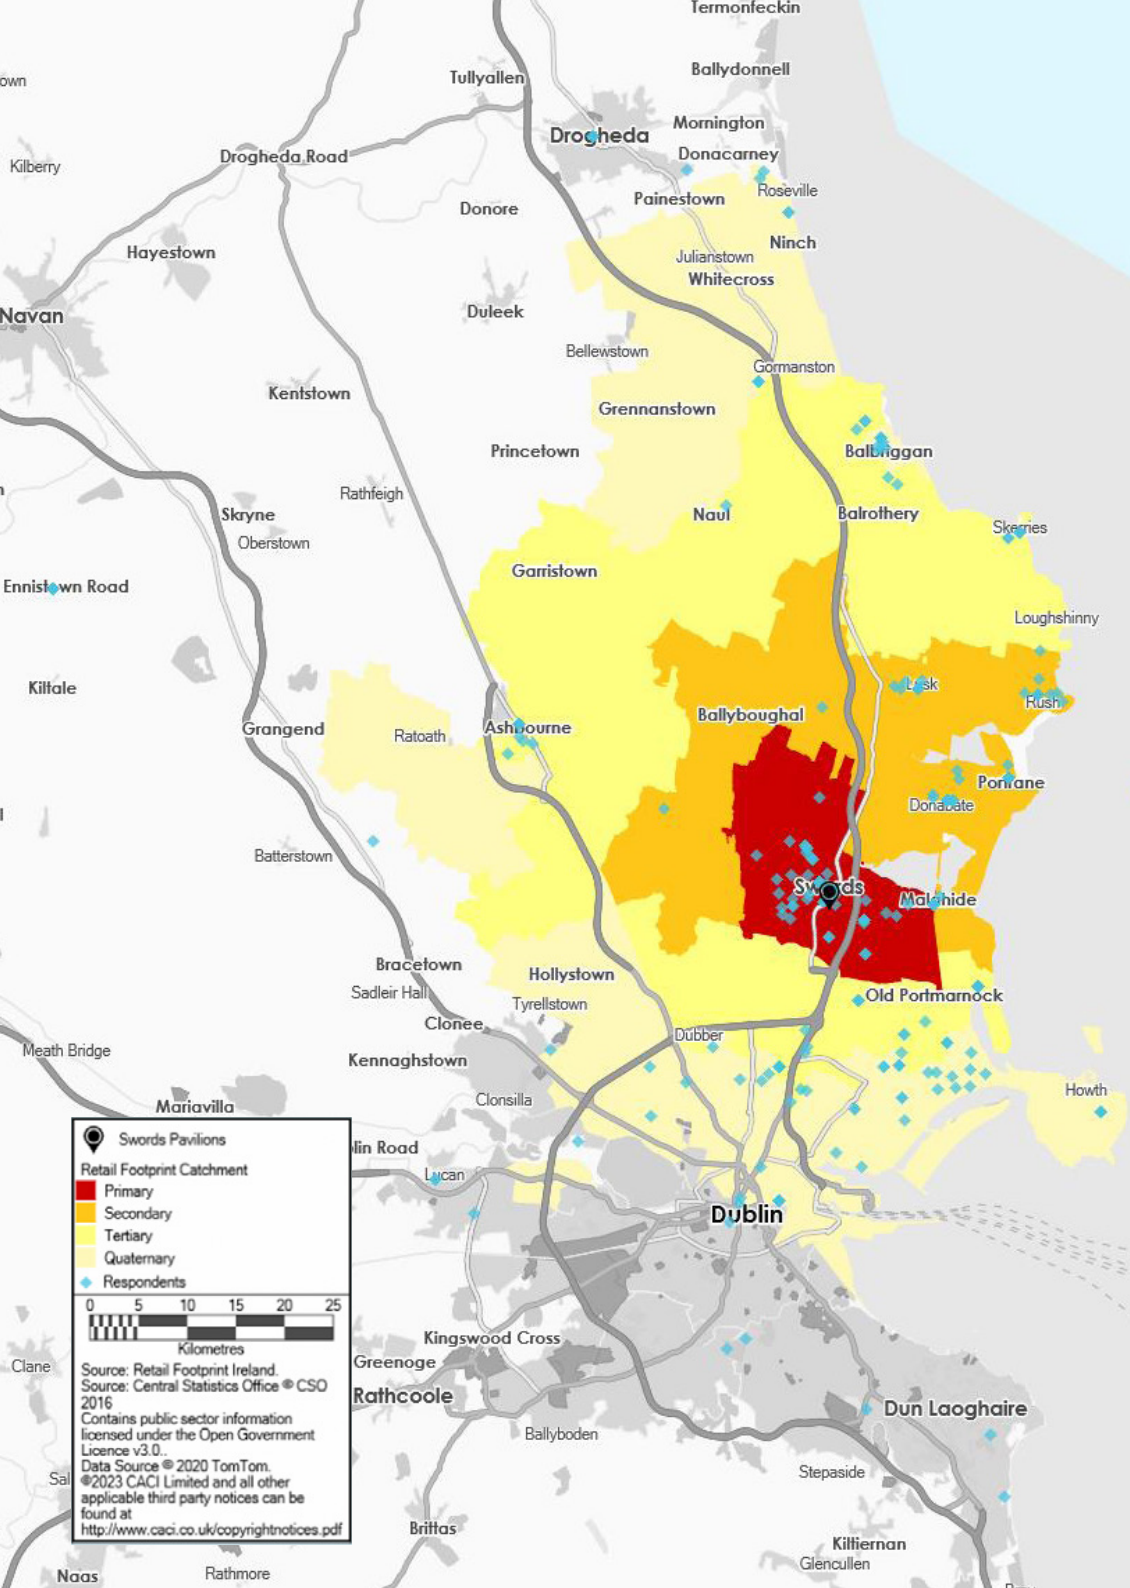 Termonfeckin
Ballydonnell
Tullyallen
own
Mornington
Drogheda
Donacarney
Drogheda Road
Kilberry
Roseville
Painestown
Donore
Ninch
Hayestown
Julianstown
Whitecross
Duleek
Navan
Bellewstown
Gormanston
Kentstown
Grennanstown
Princetown
Balbriggan
Rathfeigh
Skryne
Naul
Balrothery
Skerries
Oberstown
Garristown
Ennistown Road
Loughshinny
Kiltale
Lusk
Rush
Ballyboughal
Grangend
Ratoath
Ashbourne
Portrane
Donabate
Batterstown
Swords
Malahide
Bracetown
Hollystown
Sadleir Hall
Old Portmarnock
Tyrrellstown
Clonee
Dubber
Meath Bridge
Kennaghstown
Howth
Clonsilla
Mariavilla
lin Road
Lucan
Dublin
Swords Pavilions
Retail Footprint Catchment
Primary
Secondary
Tertiary
Quaternary
Respondents
0 5 10 15 20 25
Kilometres
Source: Retail Footprint Ireland.
Source: Central Statistics Office © CSO
2016
Contains public sector information
licensed under the Open Government
Licence v3.0..
Data Source © 2020 TomTom.
©2023 CACI Limited and all other
applicable third party notices can be
found at
http://www.caci.co.uk/copyrightnotices.pdf
Kingswood Cross
Clane
Greenoge
Rathcoole
Dun Laoghaire
Ballyboden
Stepaside
Sal
Brittas
Kiltiernan
Glencullen
Naas
Rathmore